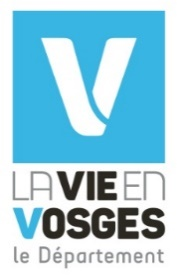 V
LA VIE EN
VOSGES
le Département